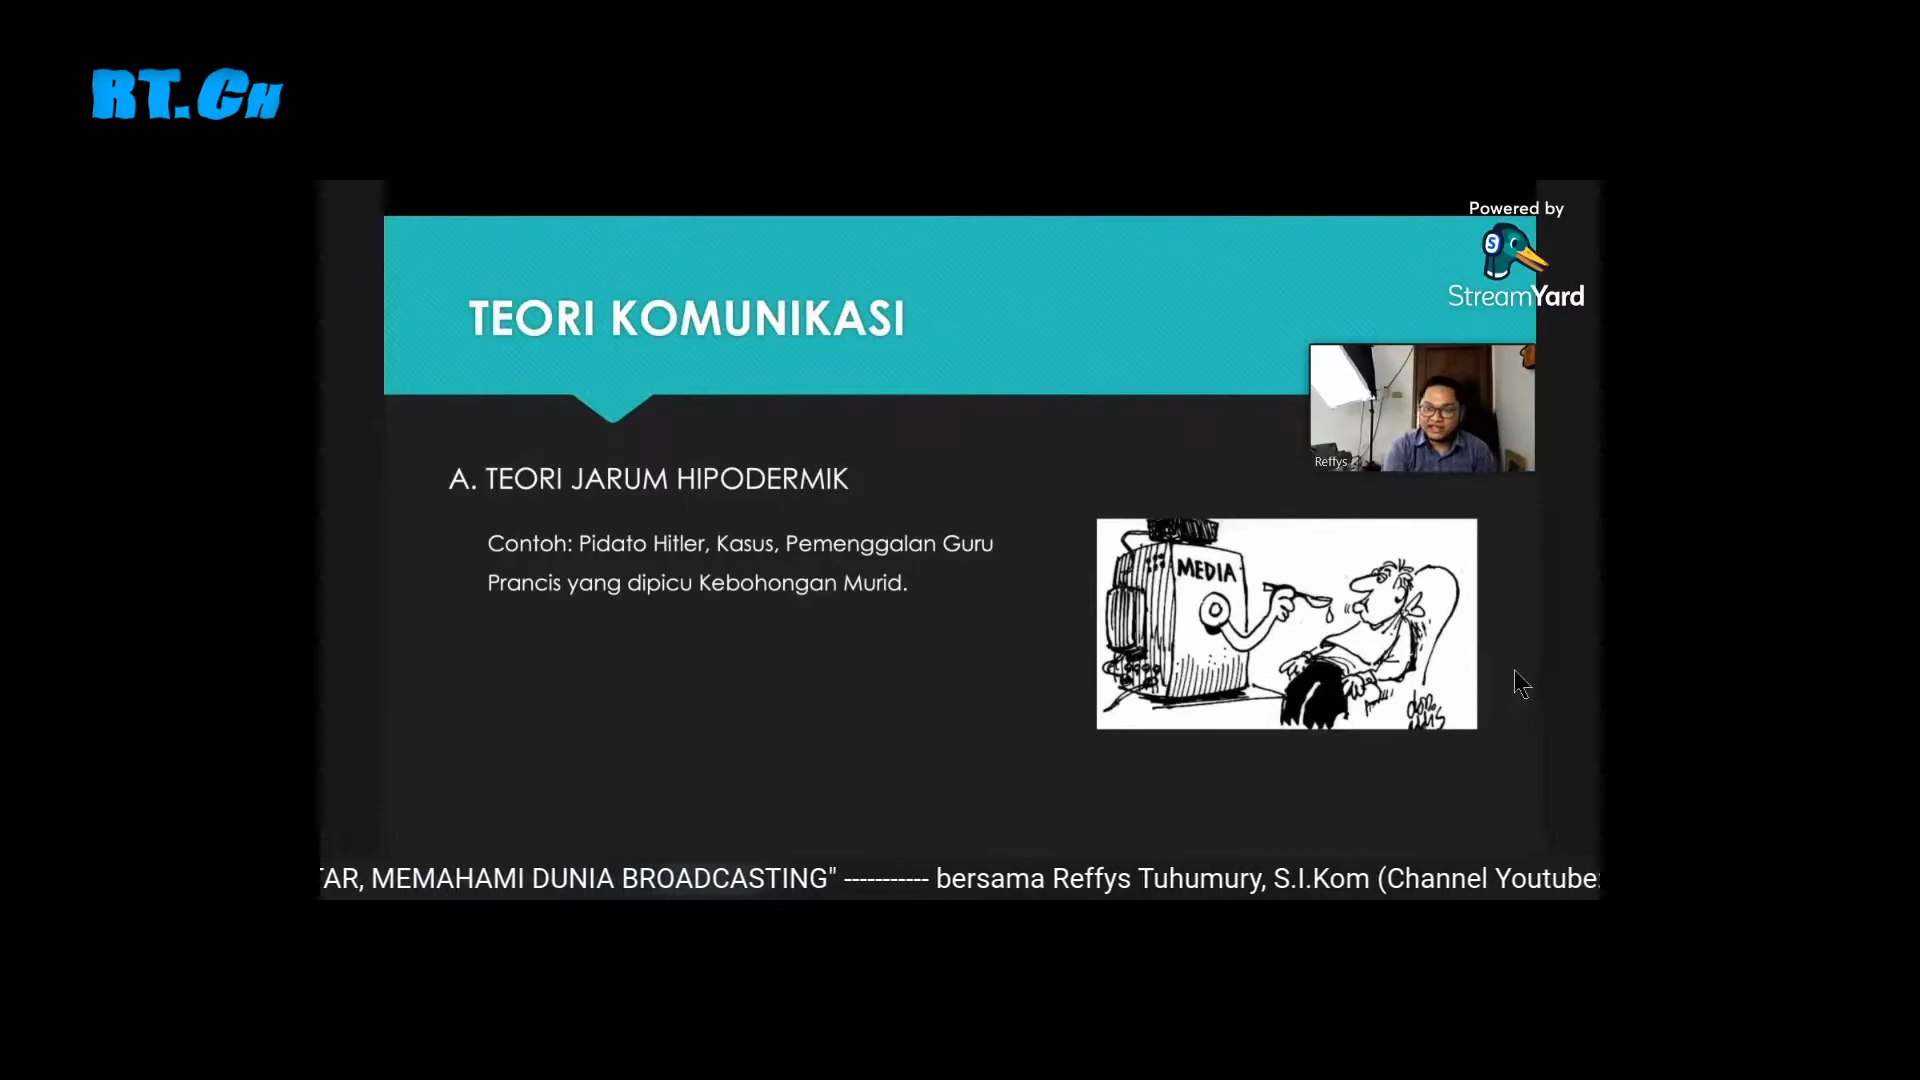 RT.CH
Powered by
StreamYard
TEORI KOMUNIKASI
Reffys
A. TEORI JARUM HIPODERMIK
Contoh: Pidato Hitler, Kasus, Pemenggalan Guru
Prancis yang dipicu Kebohongan Murid.
MEDIA
TAR, MEMAHAMI DUNIA BROADCASTING" ----------- bersama Reffys Tuhumury, S.I.Kom (Channel Youtube: